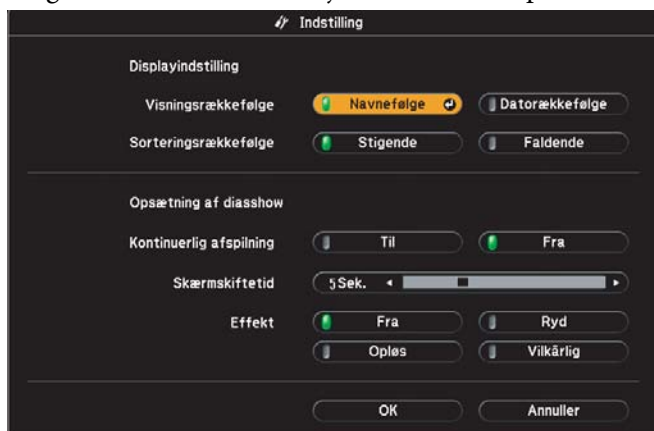 Indstilling
Displayindstilling
Visningsrækkefølge Navnefølge Datorækkefølge
Sorteringsrækkefølge Stigende Faldende
Opsætning af diasshow
Kontinuerlig afspilning Til Fra
Skærmskiftetid 5Sek.
Effekt Fra Ryd
Opløs Vilkårlig
OK Annuller